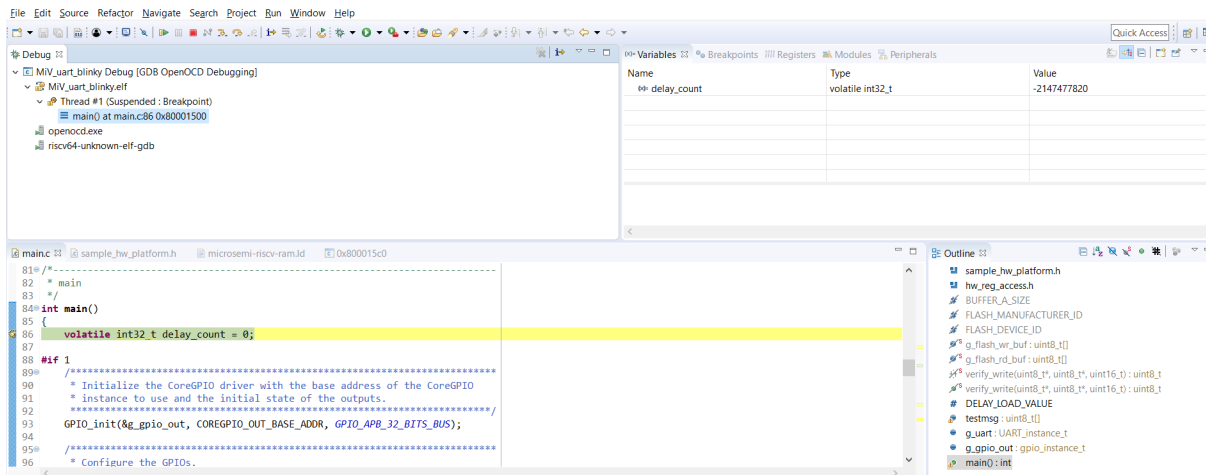 File Edit Source Refactor Navigate Search Project Run Window Help
Quick Access
Debug
MiV_uart_blinky Debug [GDB OpenOCD Debugging]
MiV_uart_blinky.elf
Thread #1 (Suspended : Breakpoint)
main() at main.c:86 0x80001500
openocd.exe
riscv64-unknown-elf-gdb
(x)= Variables Breakpoints Registers Modules Peripherals
Name Type Value
(x)= delay_count volatile int32_t -2147477820
main.c sample_hw_platform.h microsemi-riscv-ram.ld 0x800015c0
81 /*-----------------------------------------------------------------------------
82 * main
83 */
84 int main()
85 {
86 volatile int32_t delay_count = 0;
87
88 #if 1
89 /**************************************************************************
90 * Initialize the CoreGPIO driver with the base address of the CoreGPIO
91 * instance to use and the initial state of the outputs.
92 *************************************************************************/
93 GPIO_init(&g_gpio_out, COREGPIO_OUT_BASE_ADDR, GPIO_APB_32_BITS_BUS);
94
95 /**************************************************************************
96 * Configure the GPIOs.
Outline
sample_hw_platform.h
hw_reg_access.h
BUFFER_A_SIZE
FLASH_MANUFACTURER_ID
FLASH_DEVICE_ID
g_flash_wr_buf : uint8_t[]
g_flash_rd_buf : uint8_t[]
verify_write(uint8_t*, uint8_t*, uint16_t) : uint8_t
verify_write(uint8_t*, uint8_t*, uint16_t) : uint8_t
# DELAY_LOAD_VALUE
testmsg : uint8_t[]
g_uart : UART_instance_t
g_gpio_out : gpio_instance_t
main() : int